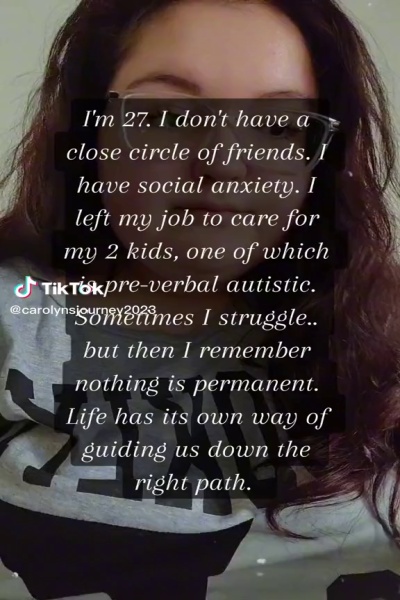 I'm 27. I don't have a
close circle of friends. I
have social anxiety. I
left my job to care for
my 2 kids, one of which
is pre-verbal autistic.
TikTok
@carolynsjourney2023
Sometimes I struggle..
but then I remember
nothing is permanent.
Life has its own way of
guiding us down the
right path.